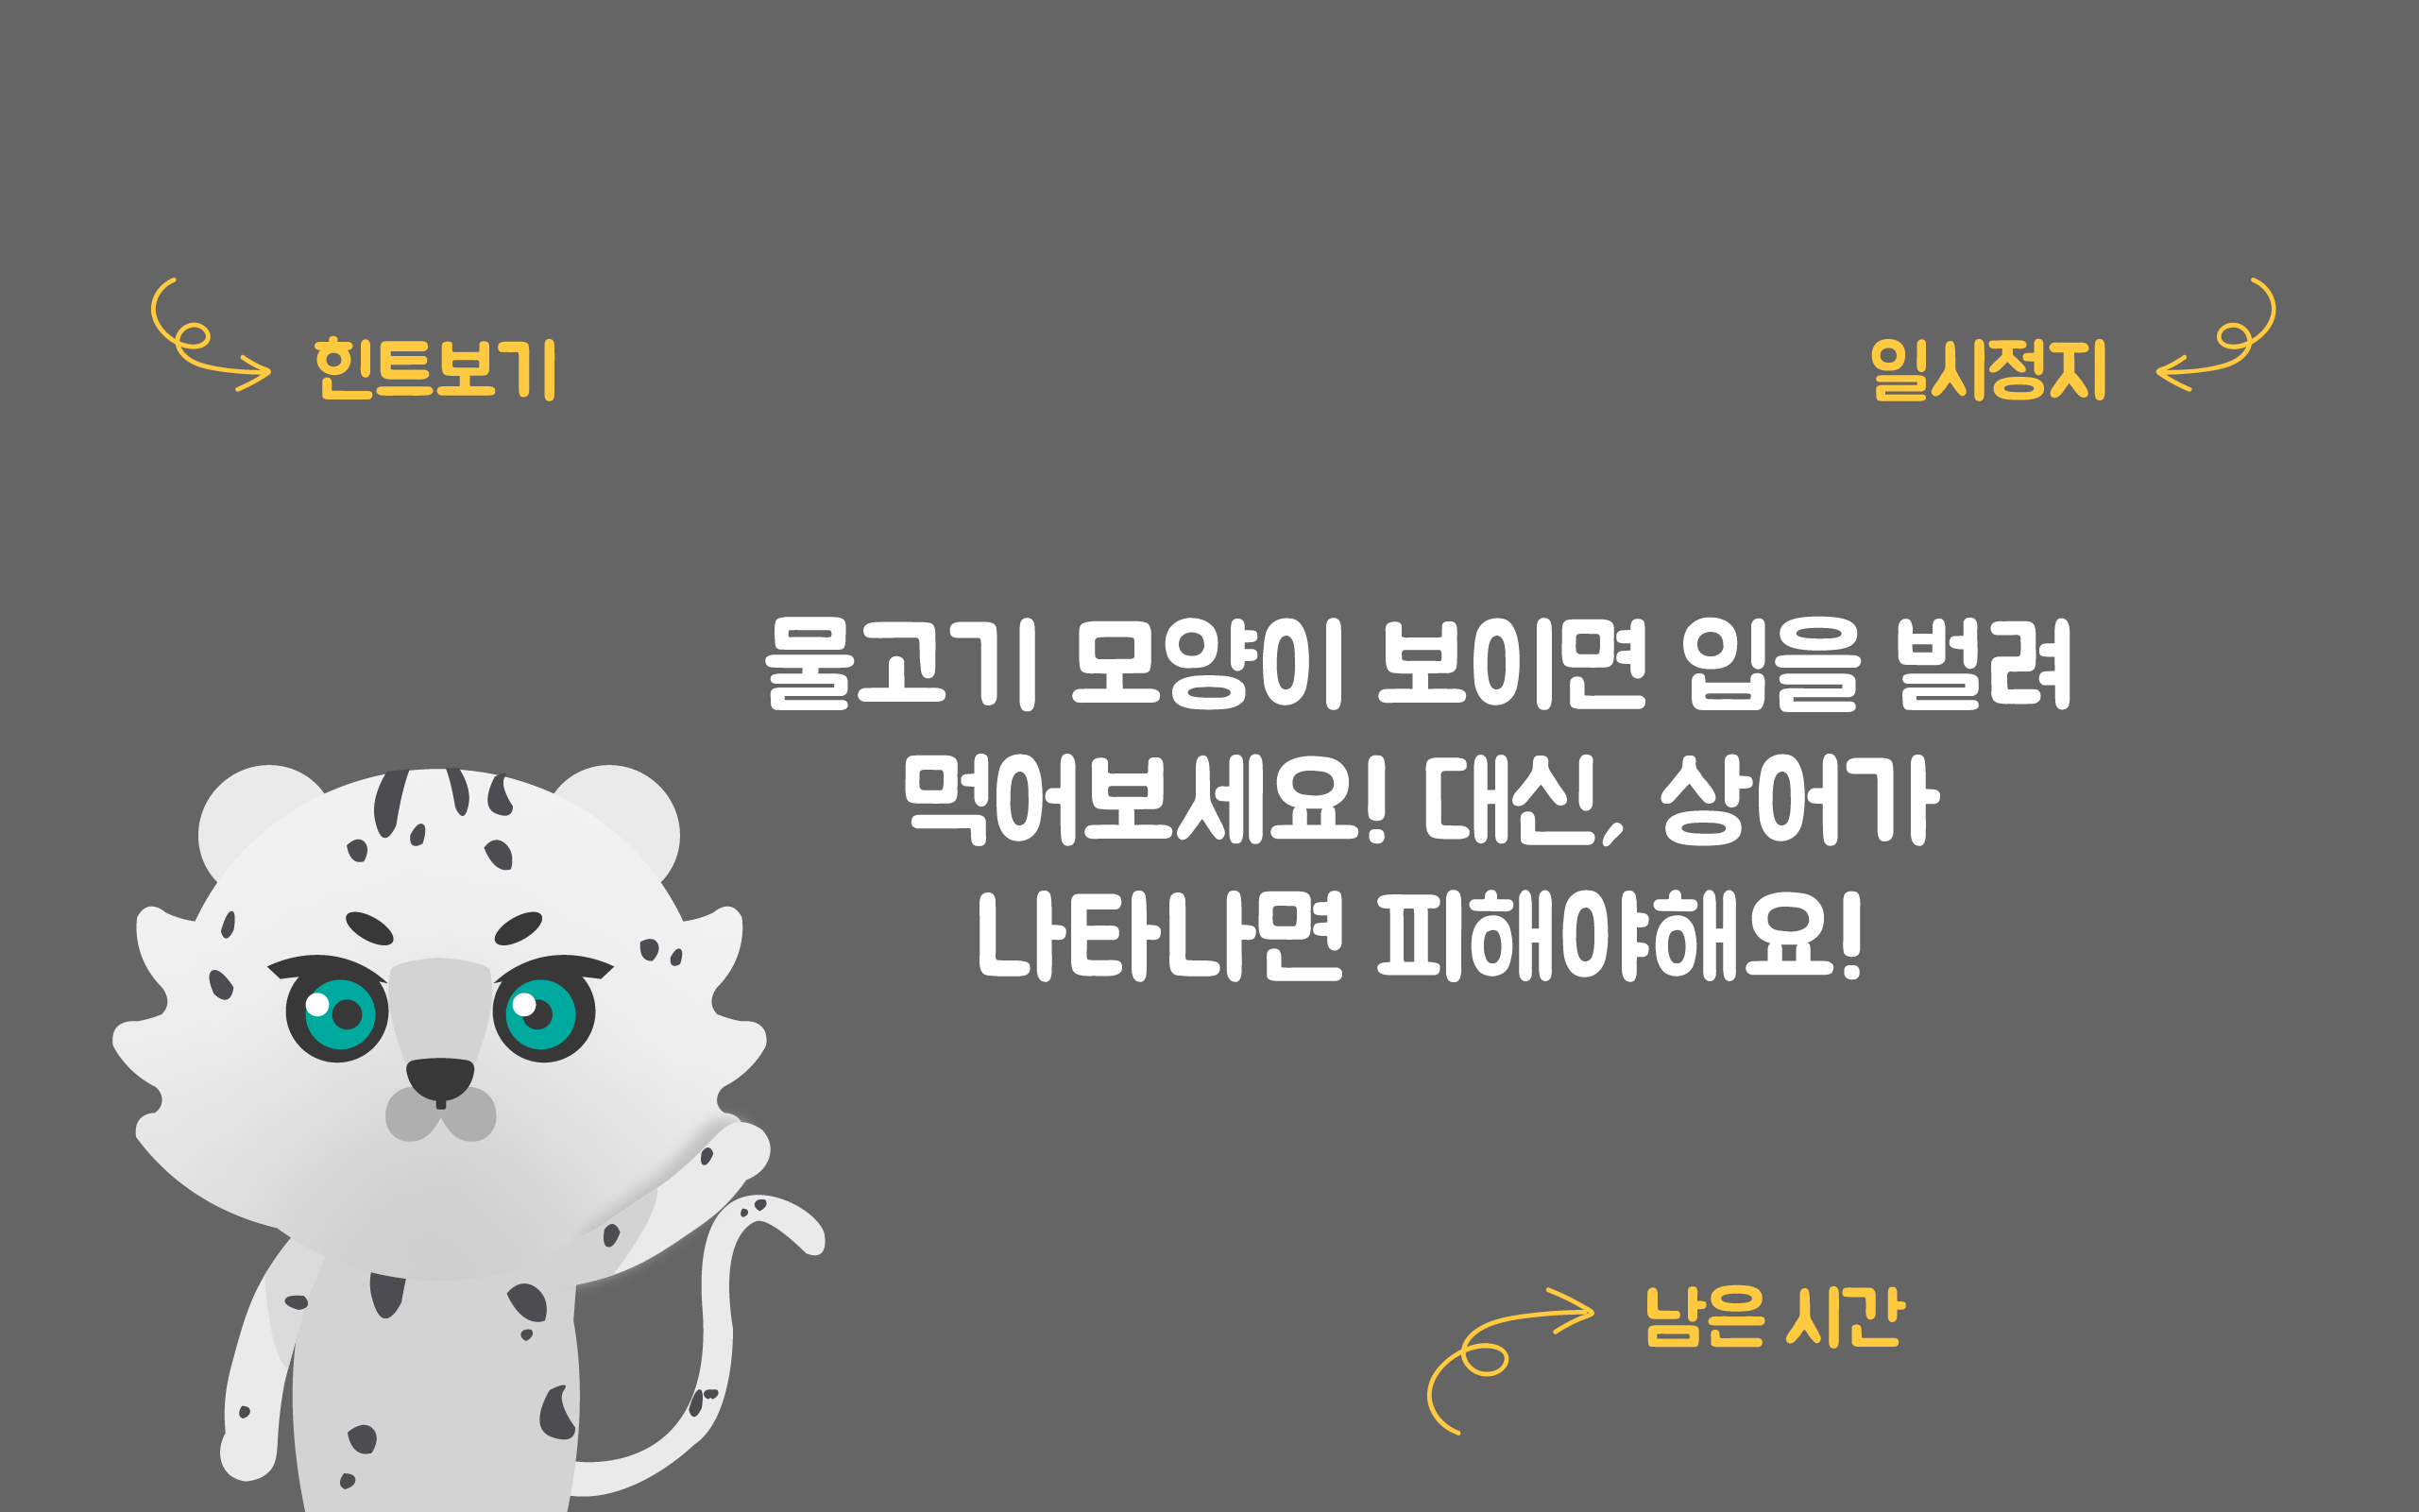 힌트보기
일시정지
물고기 모양이 보이면 입을 벌려
먹어보세요! 대신, 상어가
나타나면 피해야해요!
남은 시간